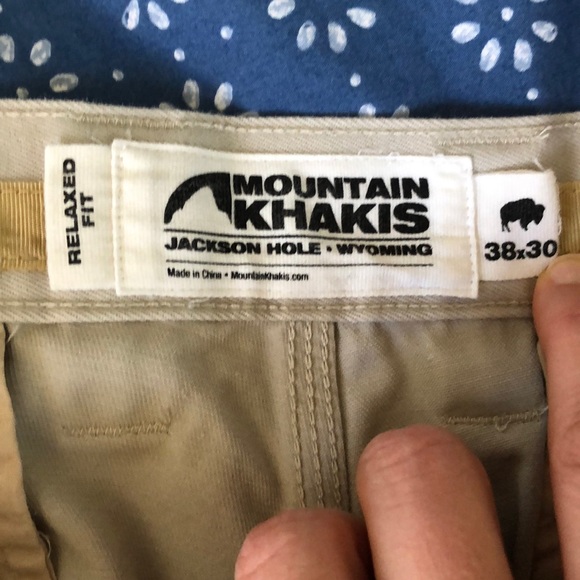 RELAXED
FIT
MOUNTAIN
KHAKIS
JACKSON HOLE • WYOMING
Made in China • MountainKhakis.com
38x30